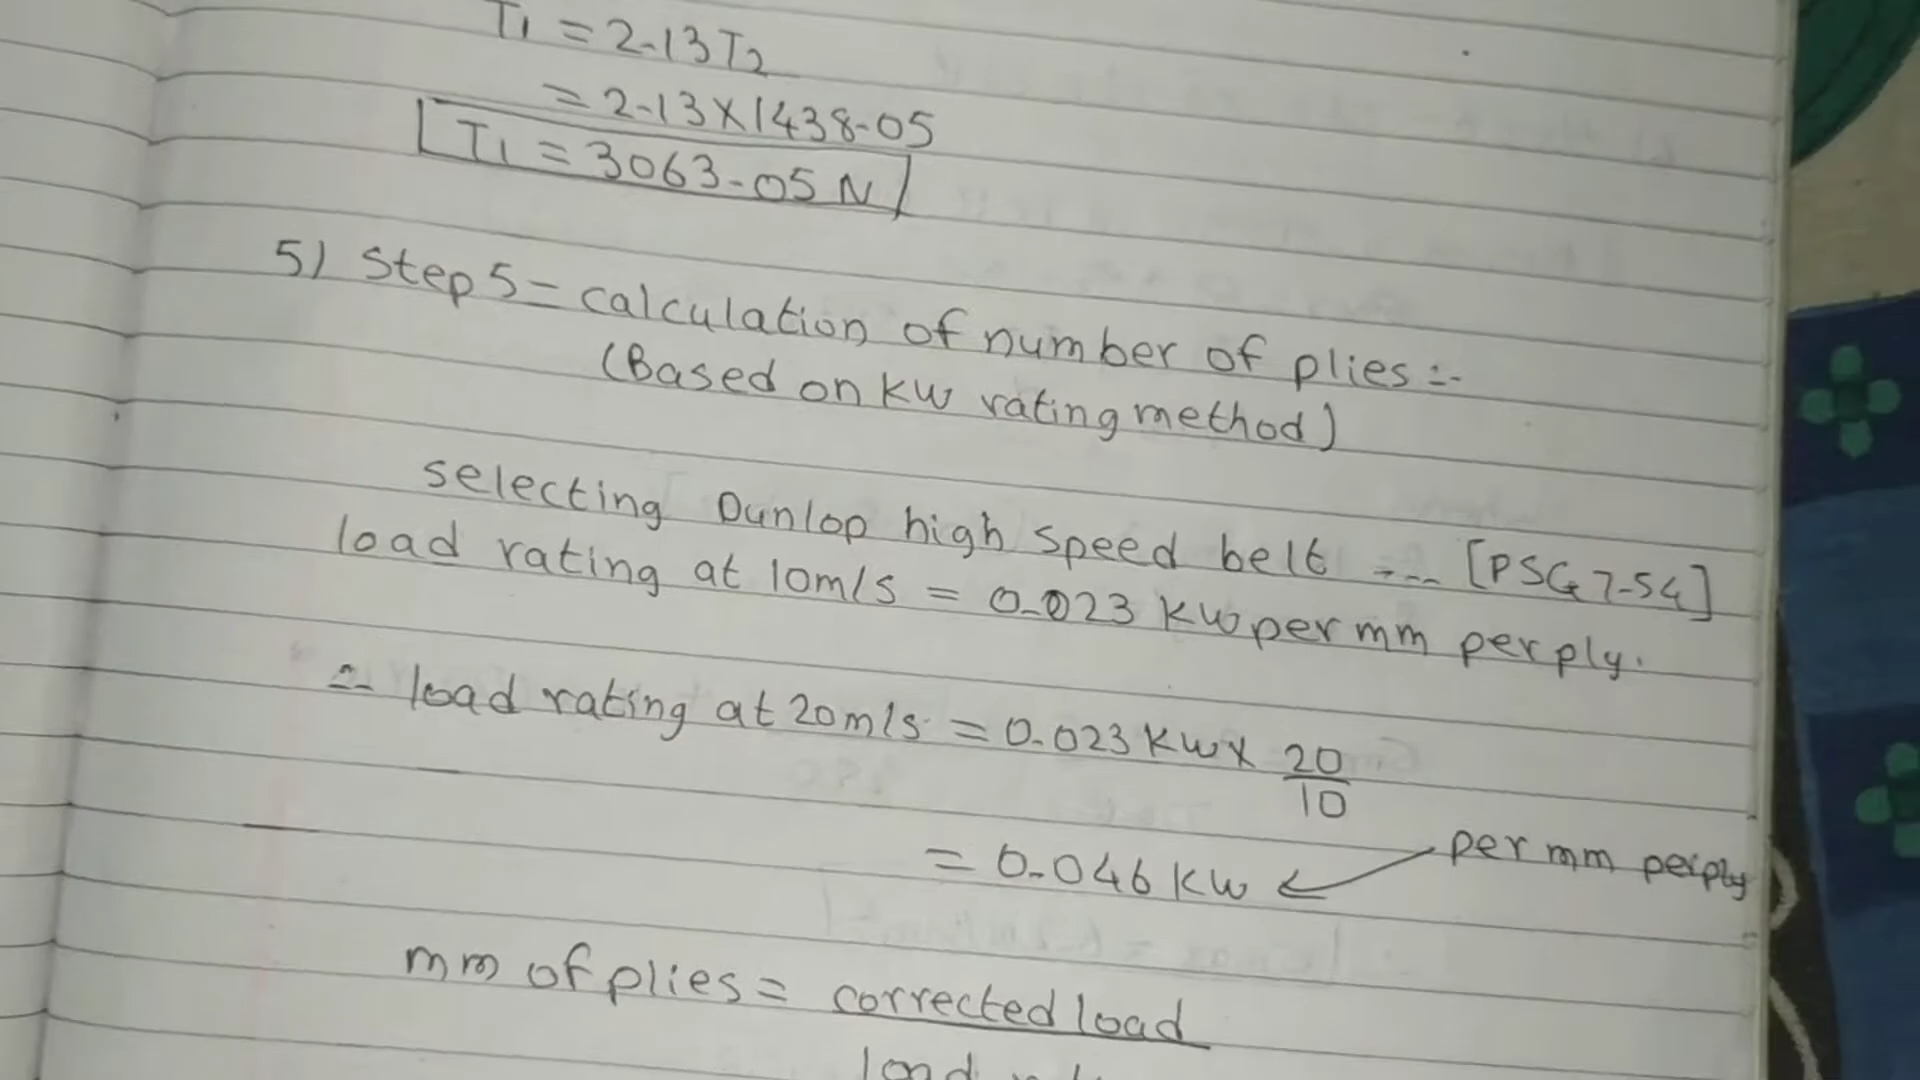 T1 = 2.13T2
= 2.13X1438.05
T1 = 3063.05 N
5) Step 5 = calculation of number of plies :-
(Based on kw rating method)
selecting Dunlop high speed belt ---- [PSG 7.54]
load rating at 10m/s = 0.023 kw per mm per ply.
∴ load rating at 20m/s = 0.023 kw x 20/10
= 0.046 kw ← per mm perply
mm of plies = corrected load
load